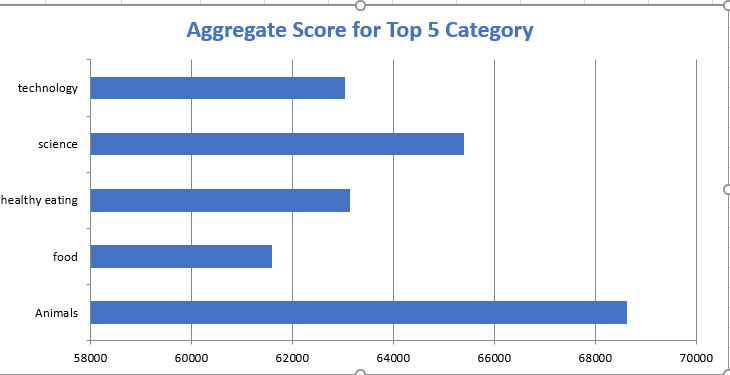 Aggregate Score for Top 5 Category
technology
science
healthy eating
food
Animals
58000 60000 62000 64000 66000 68000 70000